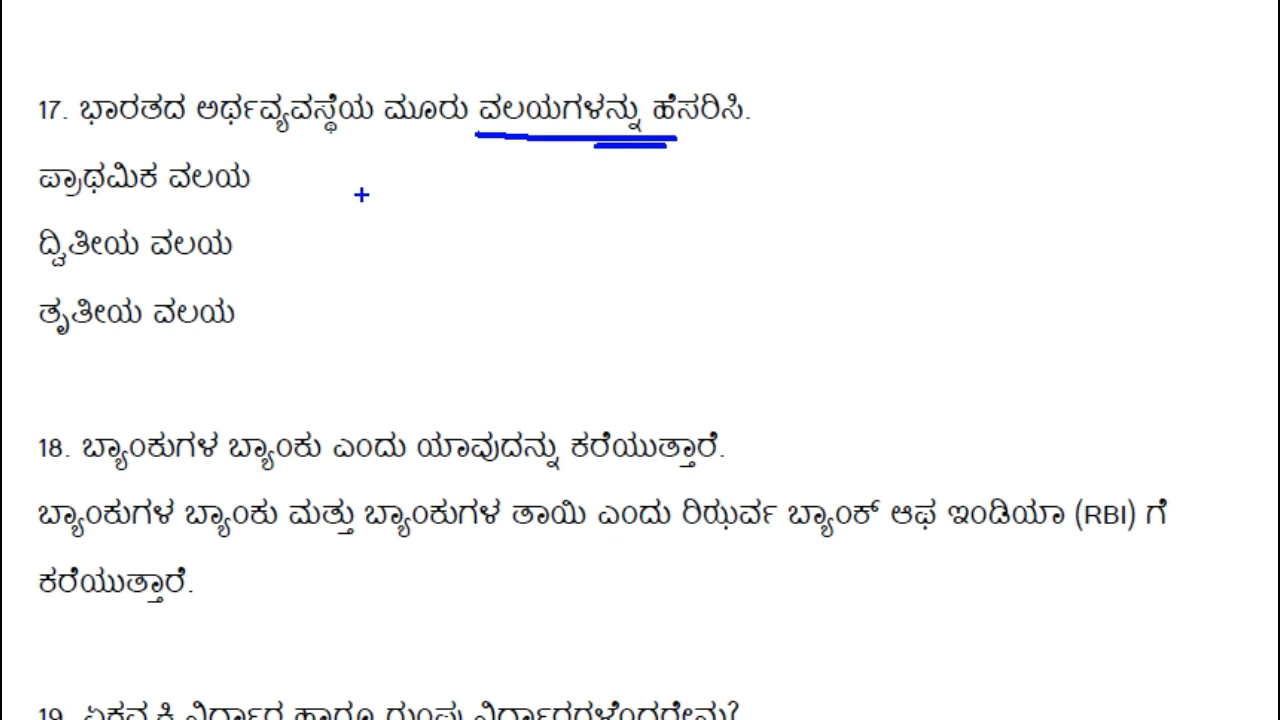 17. ಭಾರತದ ಅರ್ಥವ್ಯವಸ್ಥೆಯ ಮೂರು ವಲಯಗಳನ್ನು ಹೆಸರಿಸಿ.
ಪ್ರಾಥಮಿಕ ವಲಯ
ದ್ವಿತೀಯ ವಲಯ
ತೃತೀಯ ವಲಯ
18. ಬ್ಯಾಂಕುಗಳ ಬ್ಯಾಂಕು ಎಂದು ಯಾವುದನ್ನು ಕರೆಯುತ್ತಾರೆ.
ಬ್ಯಾಂಕುಗಳ ಬ್ಯಾಂಕು ಮತ್ತು ಬ್ಯಾಂಕುಗಳ ತಾಯಿ ಎಂದು ರಿಝರ್ವ ಬ್ಯಾಂಕ್ ಆಫ ಇಂಡಿಯಾ (RBI) ಗೆ
ಕರೆಯುತ್ತಾರೆ.
19. ಹಾಗೂ ಗುಂಪು